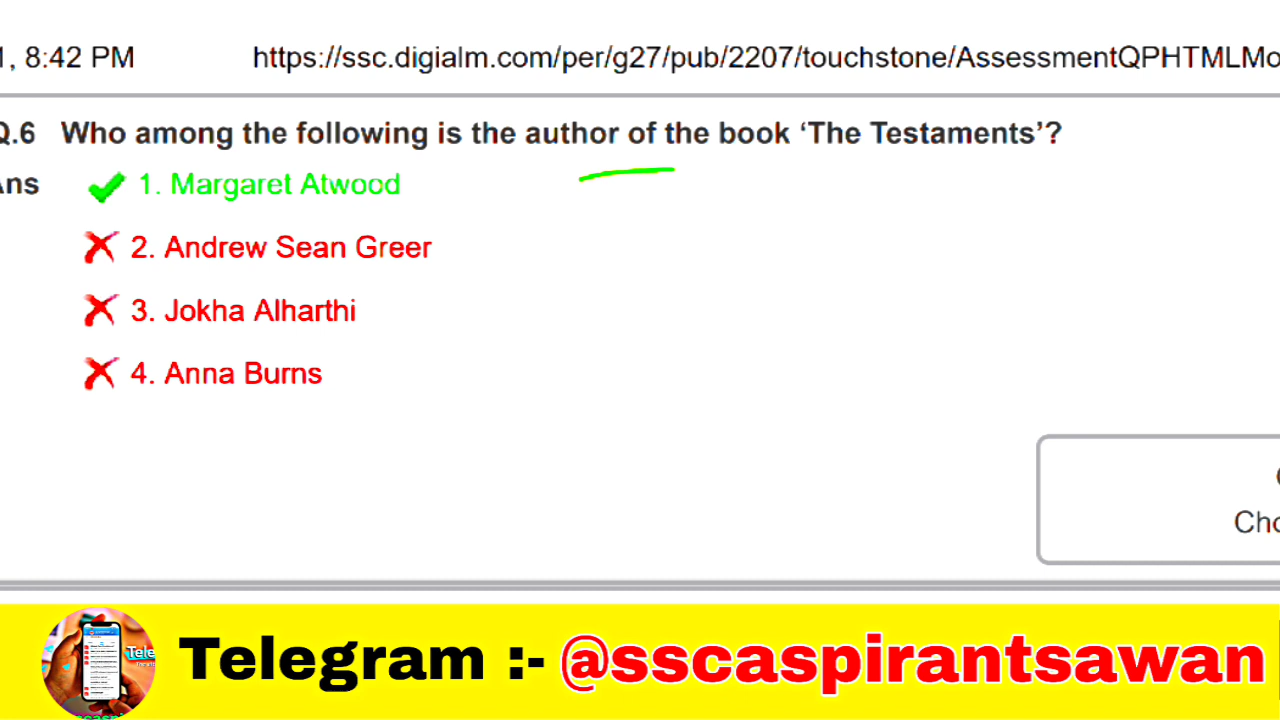 1, 8:42 PM https://ssc.digialm.com/per/g27/pub/2207/touchstone/AssessmentQPHTMLMo
Q.6 Who among the following is the author of the book ‘The Testaments’?
Ans 1. Margaret Atwood
2. Andrew Sean Greer
3. Jokha Alharthi
4. Anna Burns
Cho
Telegram :- @sscaspirantsawan